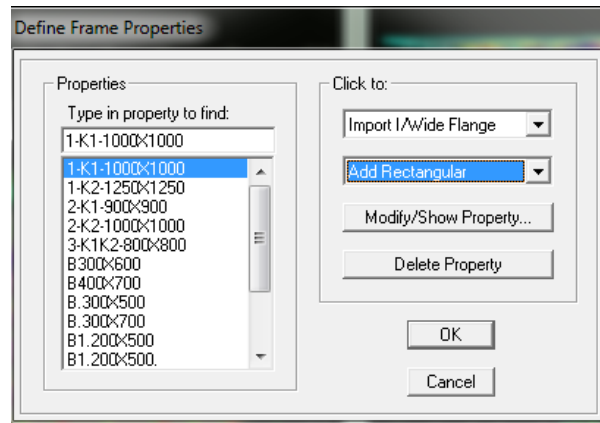 Define Frame Properties
Properties
Type in property to find:
1-K1-1000X1000
1-K1-1000X1000
1-K2-1250X1250
2-K1-900X900
2-K2-1000X1000
3-K1K2-800X800
B300X600
B400X700
B.300X500
B.300X700
B1.200X500
B1.200X500.
Click to:
Import I/Wide Flange
Add Rectangular
Modify/Show Property...
Delete Property
OK
Cancel